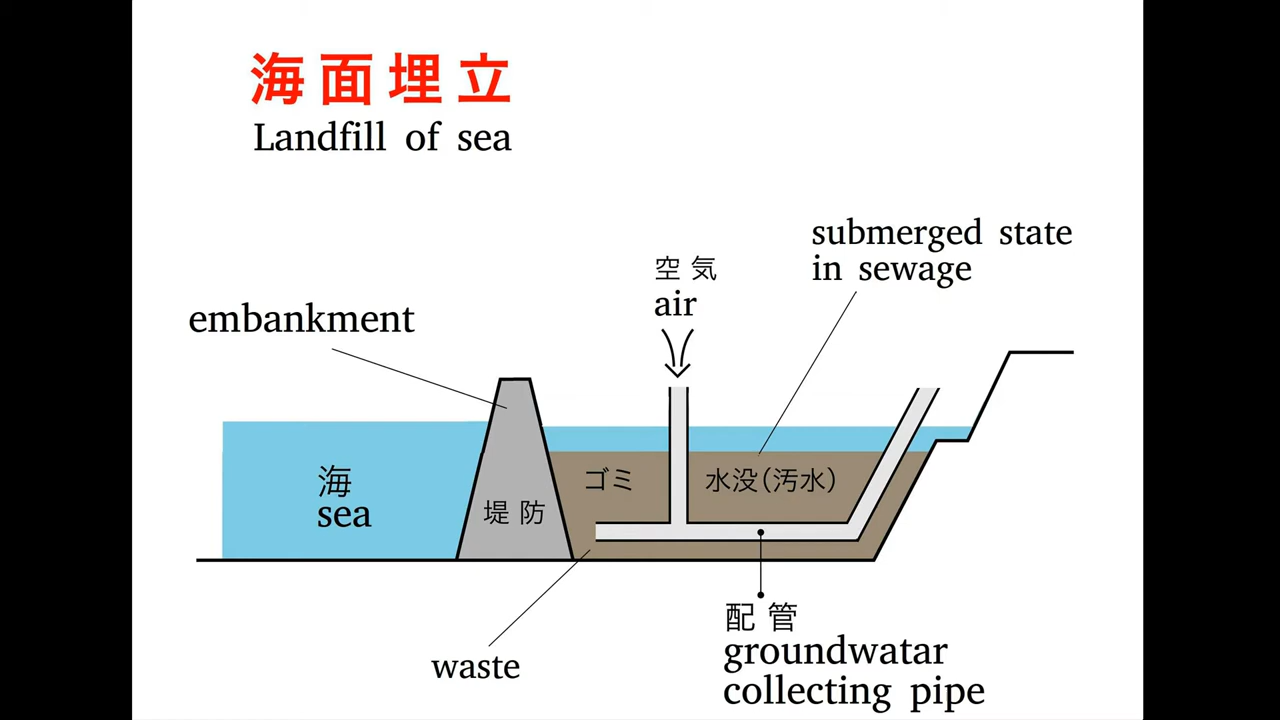 海面埋立
Landfill of sea
submerged state
in sewage
空気
air
embankment
海
sea
堤防
ゴミ
水没(汚水)
waste
配管
groundwatar
collecting pipe